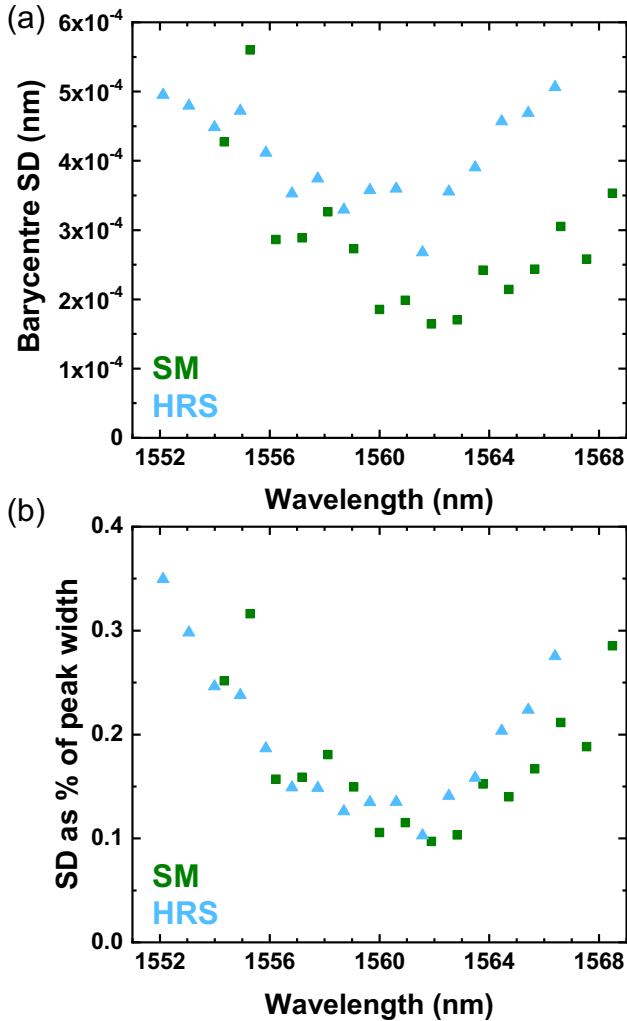 (a)
Barycentre SD (nm)
6x10⁻⁴
5x10⁻⁴
4x10⁻⁴
3x10⁻⁴
2x10⁻⁴
1x10⁻⁴
0
SM
HRS
1552 1556 1560 1564 1568
Wavelength (nm)
(b)
SD as % of peak width
0.4
0.3
0.2
0.1
0.0
SM
HRS
1552 1556 1560 1564 1568
Wavelength (nm)